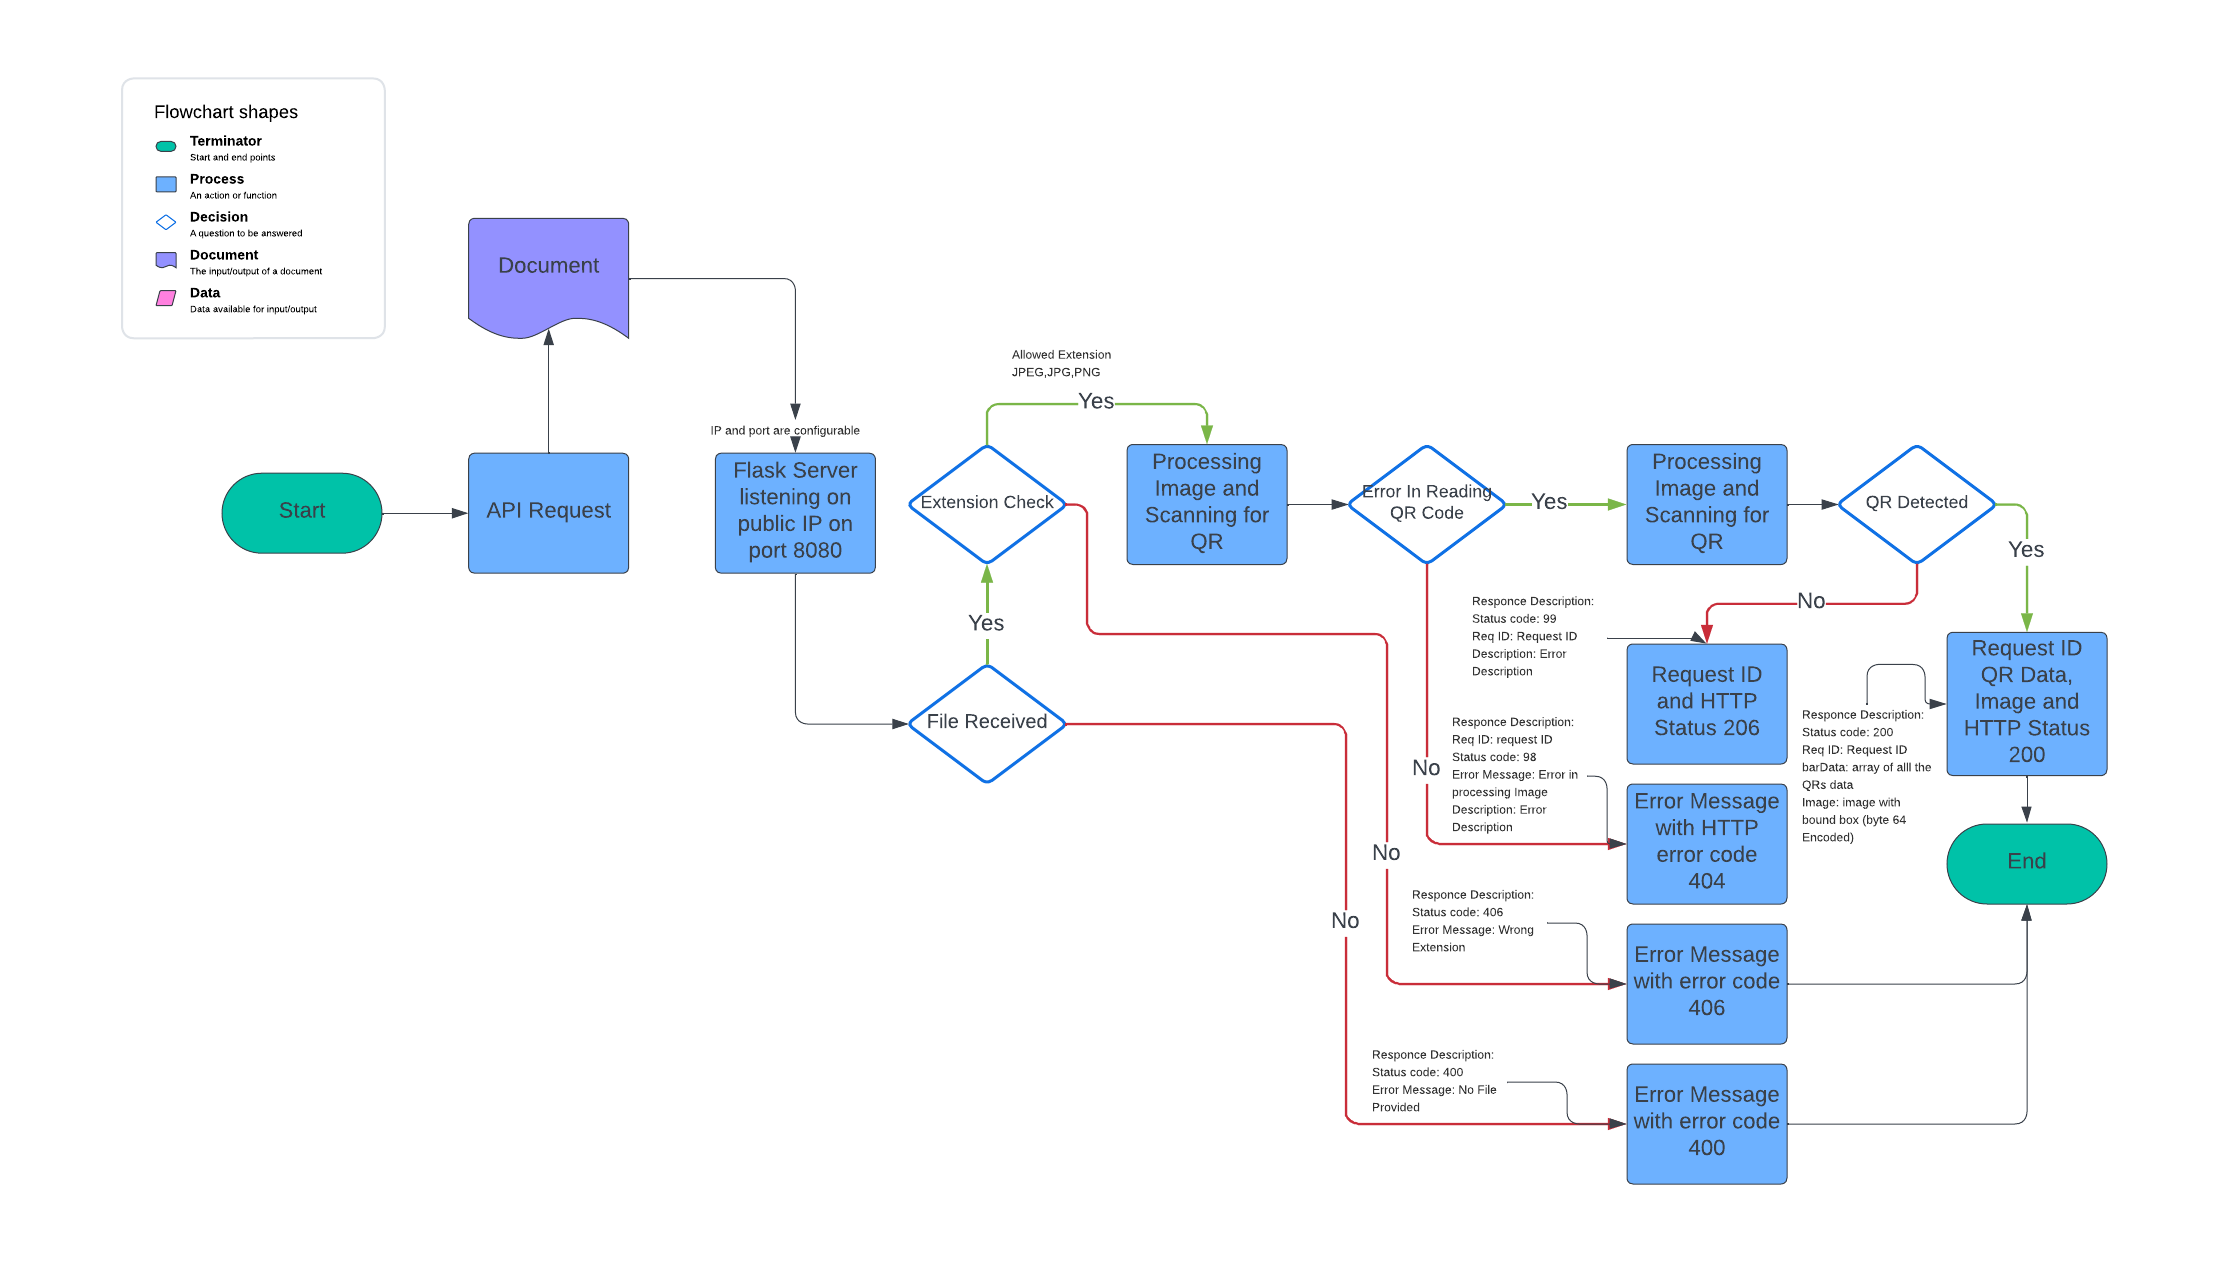 Flowchart shapes
Terminator
Start and end points
Process
An action or function
Decision
A question to be answered
Document
The input/output of a document
Data
Data available for input/output
Start
API Request
Document
IP and port are configurable
Flask Server
listening on
public IP on
port 8080
File Received
Yes
No
Extension Check
Allowed Extension
JPEG,JPG,PNG
Yes
No
Processing
Image and
Scanning for
QR
Error In Reading
QR Code
Yes
No
Processing
Image and
Scanning for
QR
QR Detected
Yes
No
Responce Description:
Status code: 99
Req ID: Request ID
Description: Error
Description
Request ID
and HTTP
Status 206
Responce Description:
Req ID: request ID
Status code: 98
Error Message: Error in
processing Image
Description: Error
Description
Error Message
with HTTP
error code
404
Responce Description:
Status code: 406
Error Message: Wrong
Extension
Error Message
with error code
406
Responce Description:
Status code: 400
Error Message: No File
Provided
Error Message
with error code
400
Responce Description:
Status code: 200
Req ID: Request ID
barData: array of alll the
QRs data
Image: image with
bound box (byte 64
Encoded)
Request ID
QR Data,
Image and
HTTP Status
200
End